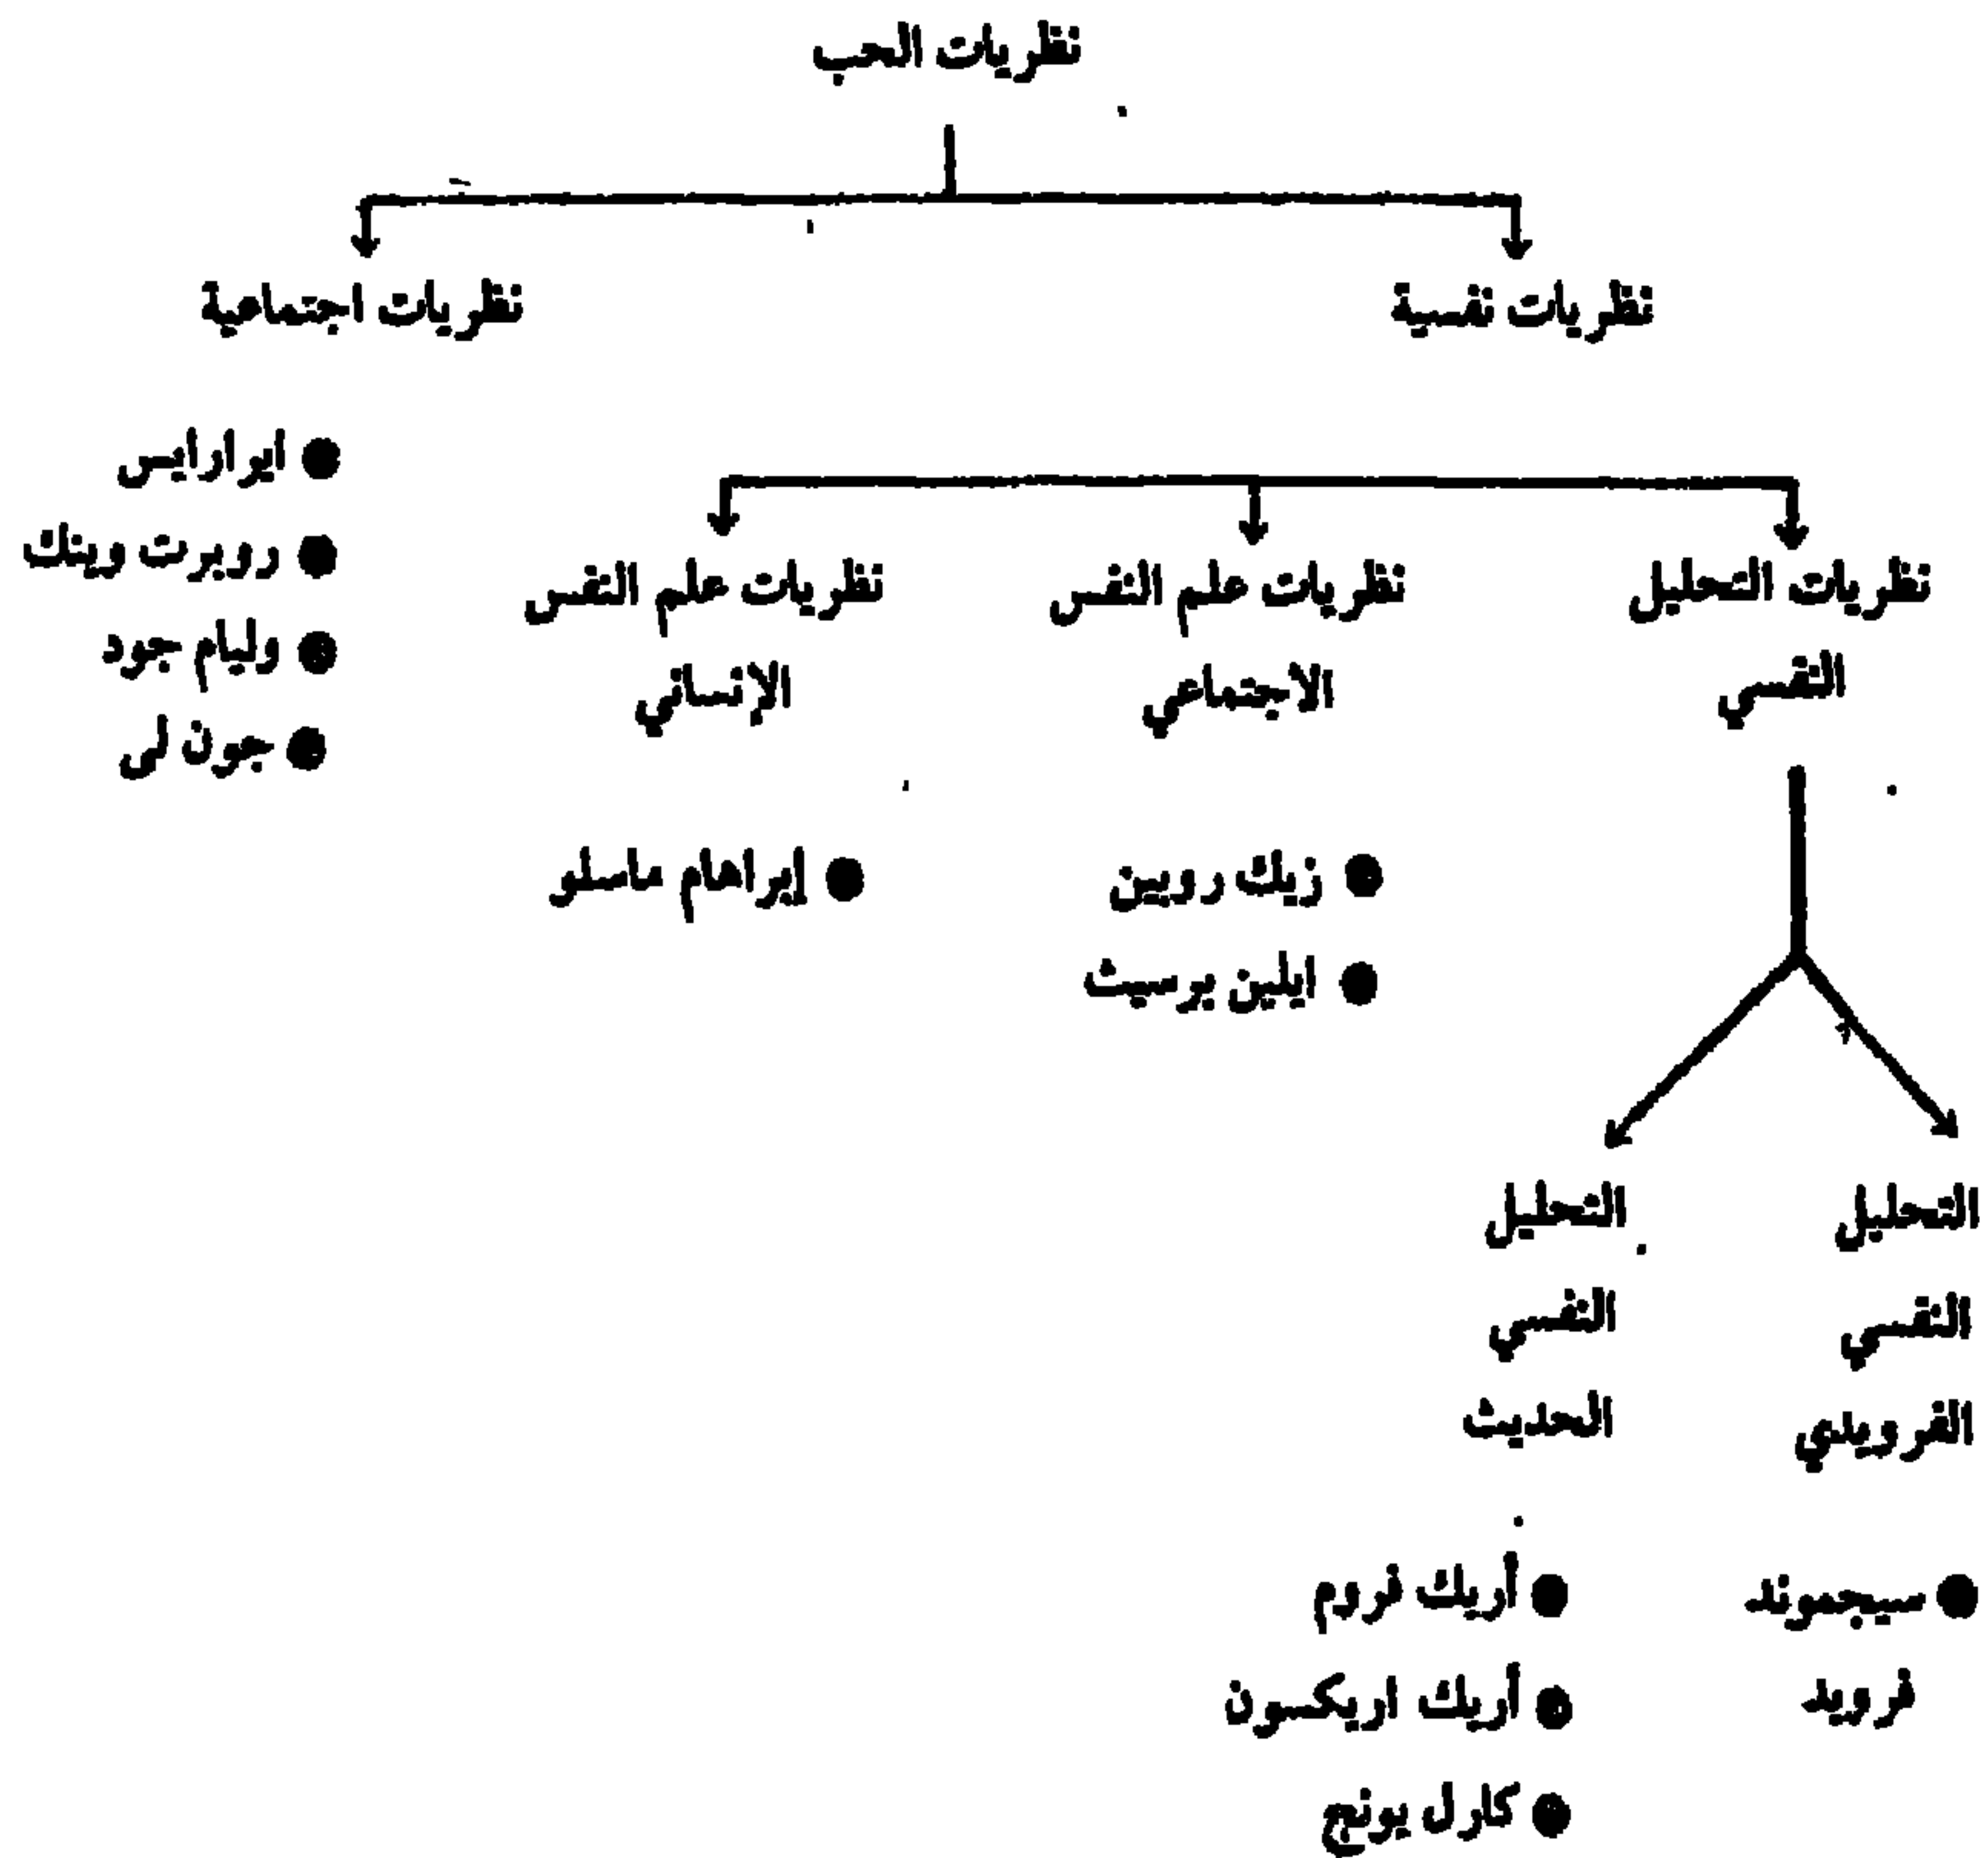 نظريات الحب
نظريات نفسية
نظريات اجتماعية
نظريات التحليل
النفسي
نظريات علم النفس
الاجتماعي
نظريات علم النفس
الإنساني
● ايرا رايس
● روبرت وينك
● وليام جود
● جون لى
● زيك روبين
● ايلين برسيث
● إبراهام ماسلو
التحليل
النفسي
الفرويدي
التحليل
النفسي
الحديث
● سيجموند
فرويد
● أريك فروم
● أريك اريكسون
● كارل يونج